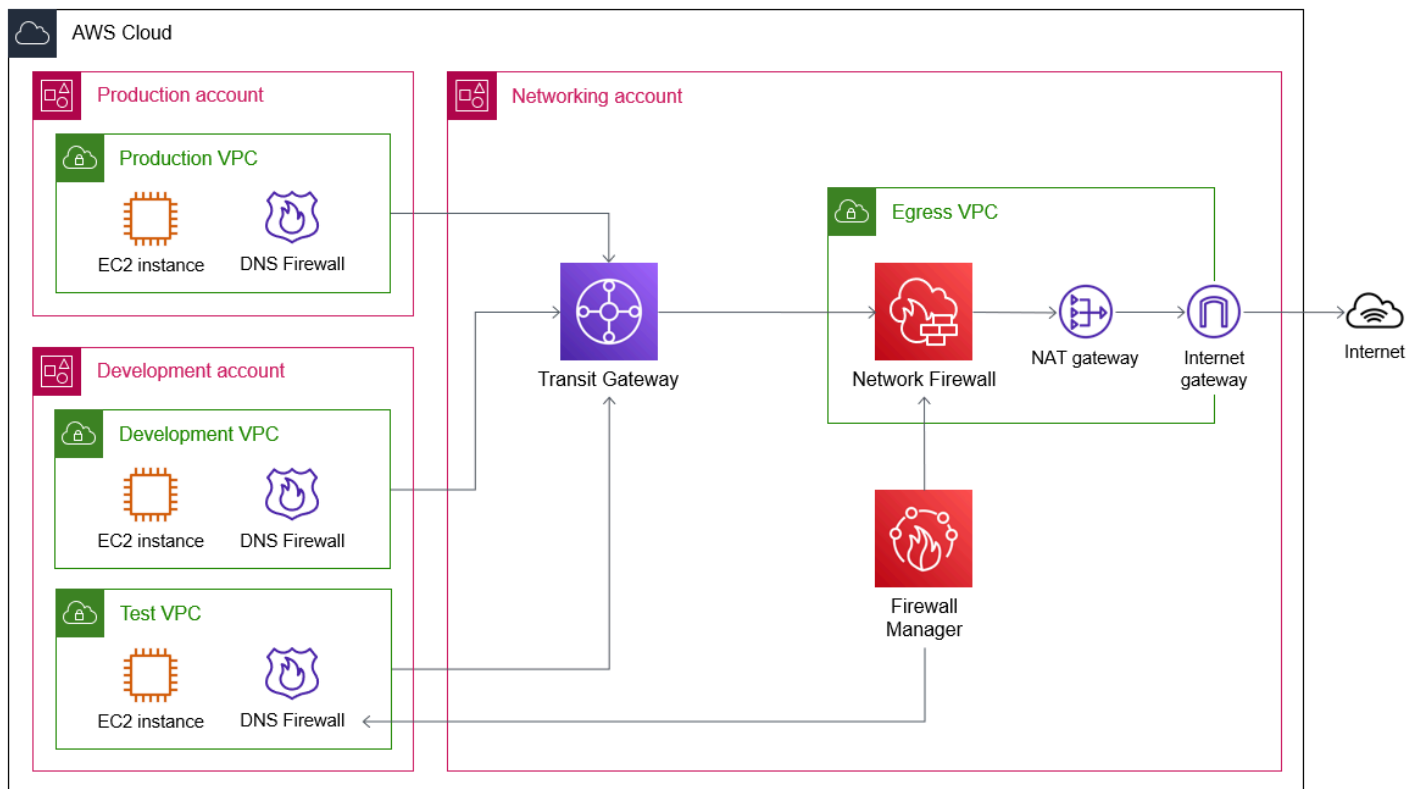 AWS Cloud
Production account
Production VPC
EC2 instance
DNS Firewall
Development account
Development VPC
EC2 instance
DNS Firewall
Test VPC
EC2 instance
DNS Firewall
Networking account
Transit Gateway
Egress VPC
Network Firewall
NAT gateway
Internet
gateway
Firewall
Manager
Internet